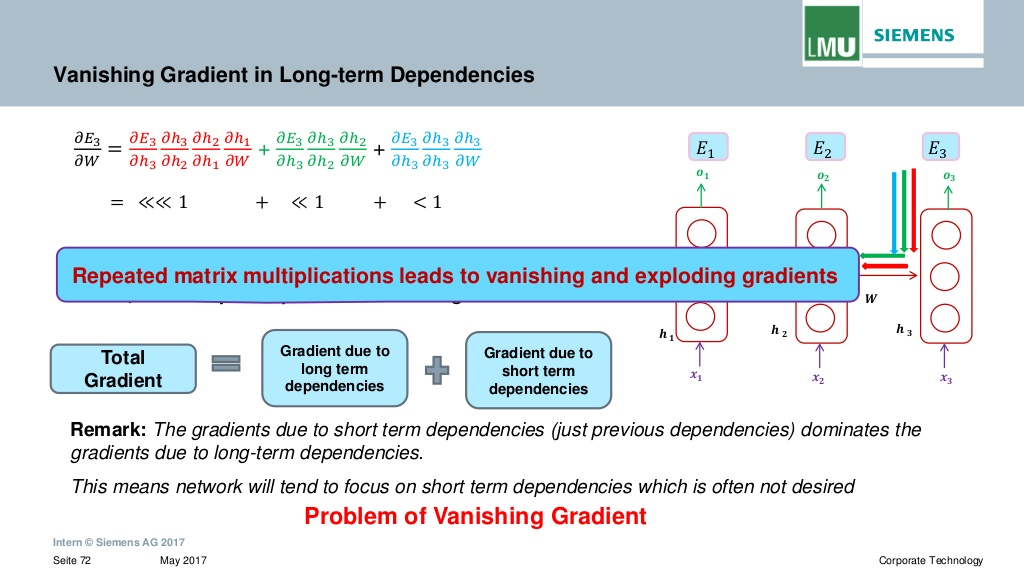 LMU SIEMENS
Vanishing Gradient in Long-term Dependencies
∂E₃/∂W = ∂E₃/∂h₃ ∂h₃/∂h₂ ∂h₂/∂h₁ ∂h₁/∂W + ∂E₃/∂h₃ ∂h₃/∂h₂ ∂h₂/∂W + ∂E₃/∂h₃ ∂h₃/∂h₃ ∂h₃/∂W
= ⋘ 1 + ≪ 1 + < 1
E₁ E₂ E₃
o₁ o₂ o₃
Repeated matrix multiplications leads to vanishing and exploding gradients
W
h₁ h₂ h₃
x₁ x₂ x₃
Total
Gradient
Gradient due to
long term
dependencies
Gradient due to
short term
dependencies
Remark: The gradients due to short term dependencies (just previous dependencies) dominates the
gradients due to long-term dependencies.
This means network will tend to focus on short term dependencies which is often not desired
Problem of Vanishing Gradient
Intern © Siemens AG 2017
Seite 72 May 2017 Corporate Technology